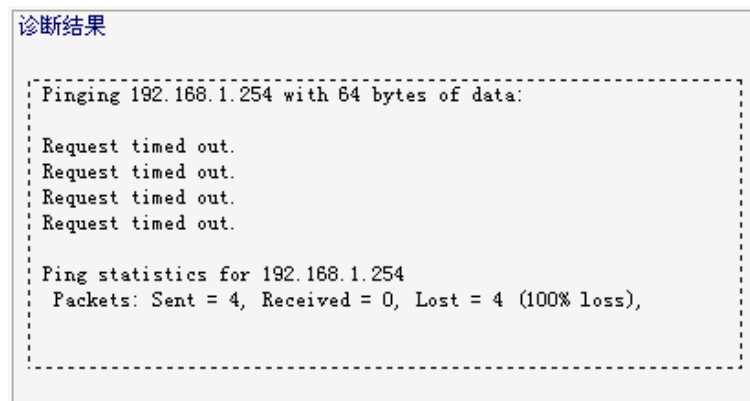 诊断结果
Pinging 192.168.1.254 with 64 bytes of data:
Request timed out.
Request timed out.
Request timed out.
Request timed out.
Ping statistics for 192.168.1.254
Packets: Sent = 4, Received = 0, Lost = 4 (100% loss),